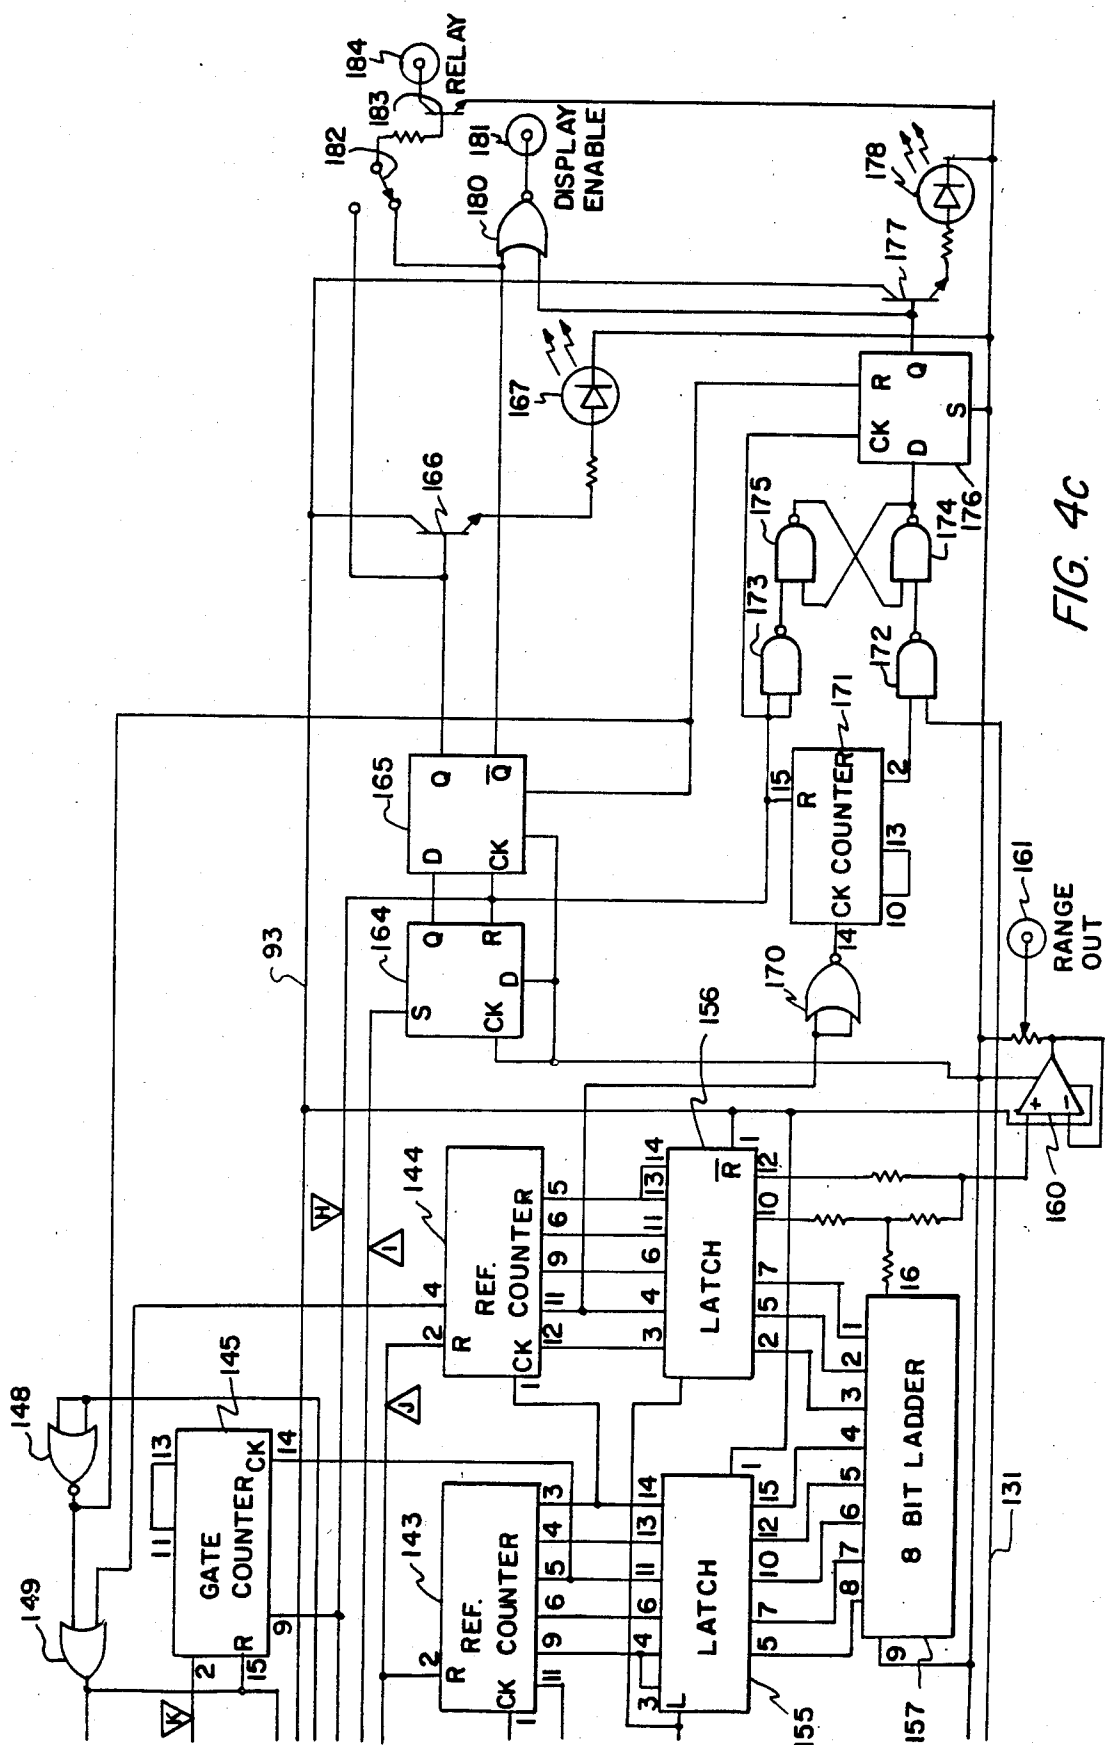 148
149
13
11
GATE
COUNTER
CK
14
145
2
R
15
9
K
93
H
I
J
4
2
R
REF.
COUNTER
144
CK
1
12
11
9
6
5
2
R
REF.
COUNTER
143
CK
1
11
9
6
5
4
3
3
4
6
11
13
14
LATCH
R
1
156
2
5
7
10
12
3
4
6
11
13
14
L
LATCH
1
155
5
7
10
12
15
8
7
6
5
4
3
2
1
16
8 BIT LADDER
9
157
131
+
-
160
161
RANGE
OUT
164
S
Q
CK
R
D
165
D
Q
CK
Q
166
167
170
14
CK COUNTER
171
R
15
10
13
2
172
173
174
175
176
CK
R
D
Q
S
177
178
180
181
DISPLAY
ENABLE
182
183
184
RELAY
FIG. 4C